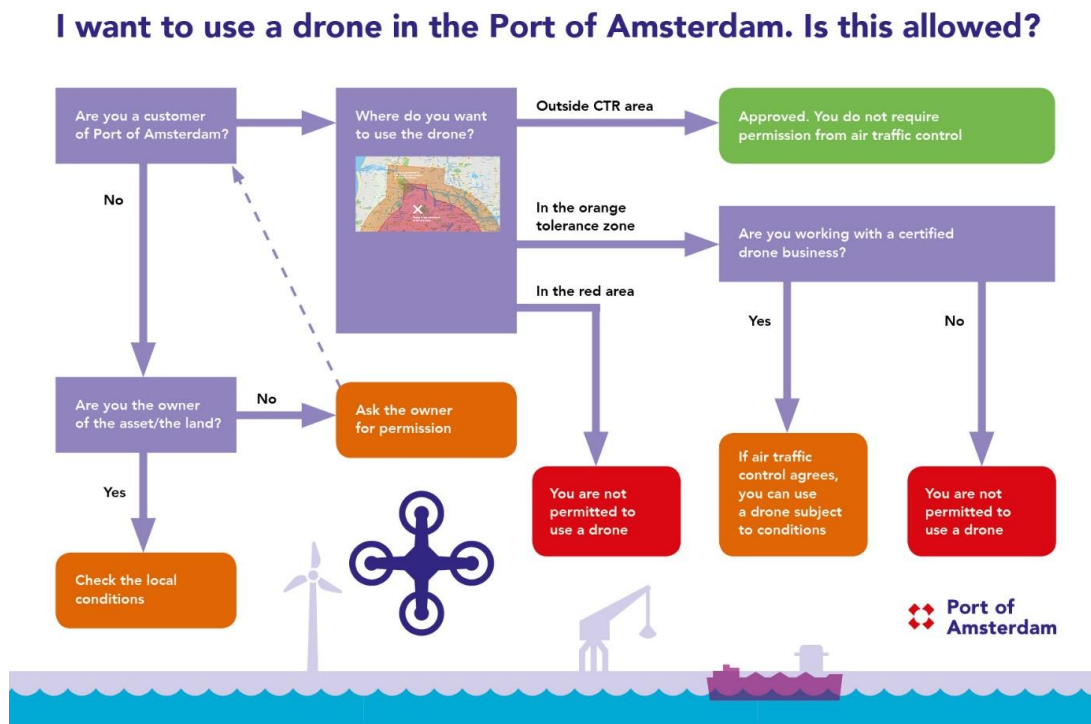 I want to use a drone in the Port of Amsterdam. Is this allowed?
Are you a customer
of Port of Amsterdam?
Where do you want
to use the drone?
Outside CTR area
Approved. You do not require
permission from air traffic control
No
In the orange
tolerance zone
Are you working with a certified
drone business?
In the red area
Yes
No
Are you the owner
of the asset/the land?
No
Ask the owner
for permission
If air traffic
control agrees,
you can use
a drone subject
to conditions
You are not
permitted to
use a drone
You are not
permitted to
use a drone
Yes
Check the local
conditions
Port of
Amsterdam